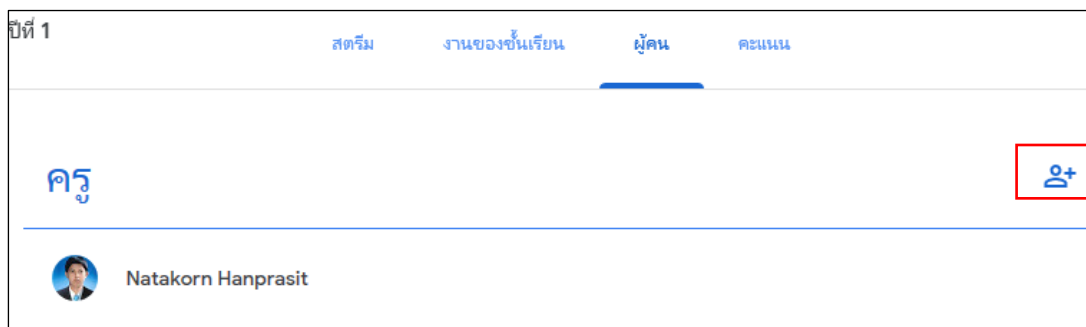 ปีที่ 1
สตรีม งานของชั้นเรียน ผู้คน คะแนน
ครู
Natakorn Hanprasit